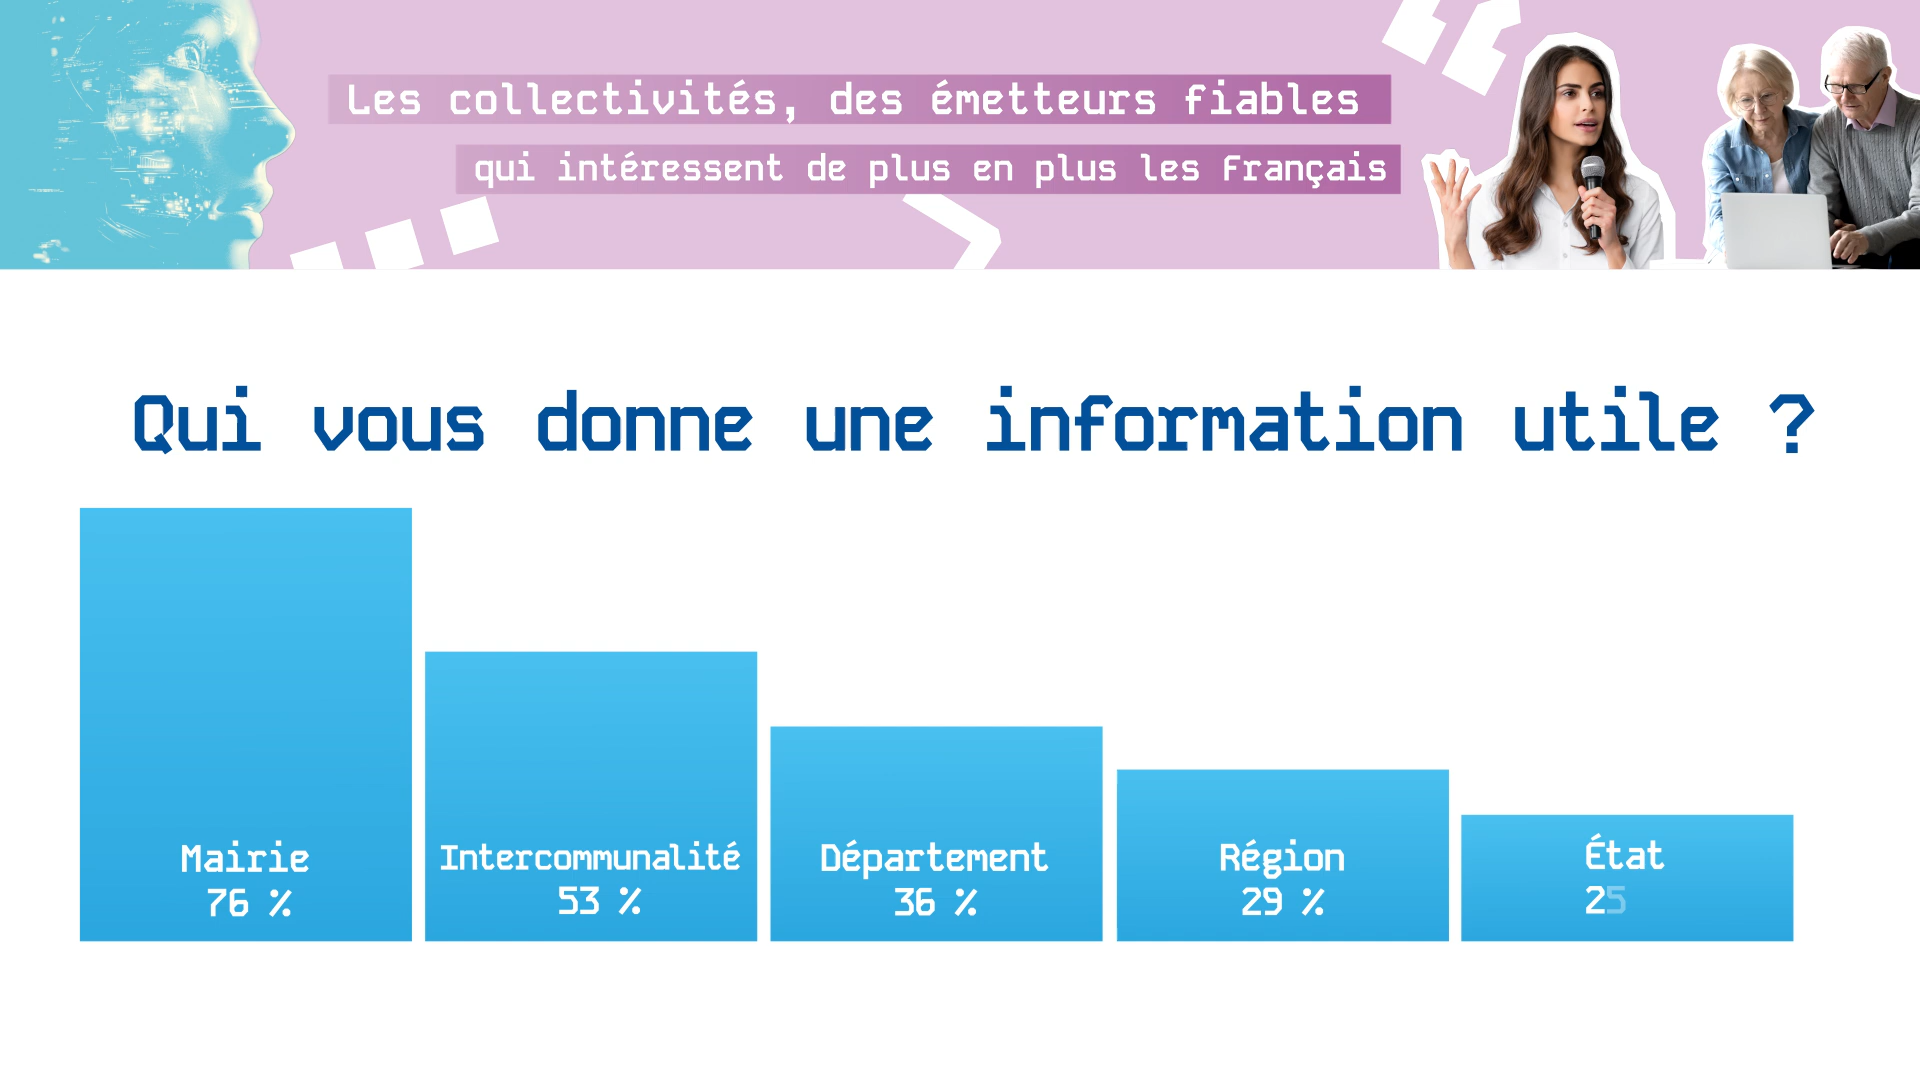 Les collectivités, des émetteurs fiables
qui intéressent de plus en plus les Français
Qui vous donne une information utile ?
Mairie
76 %
Intercommunalité
53 %
Département
36 %
Région
29 %
État
25